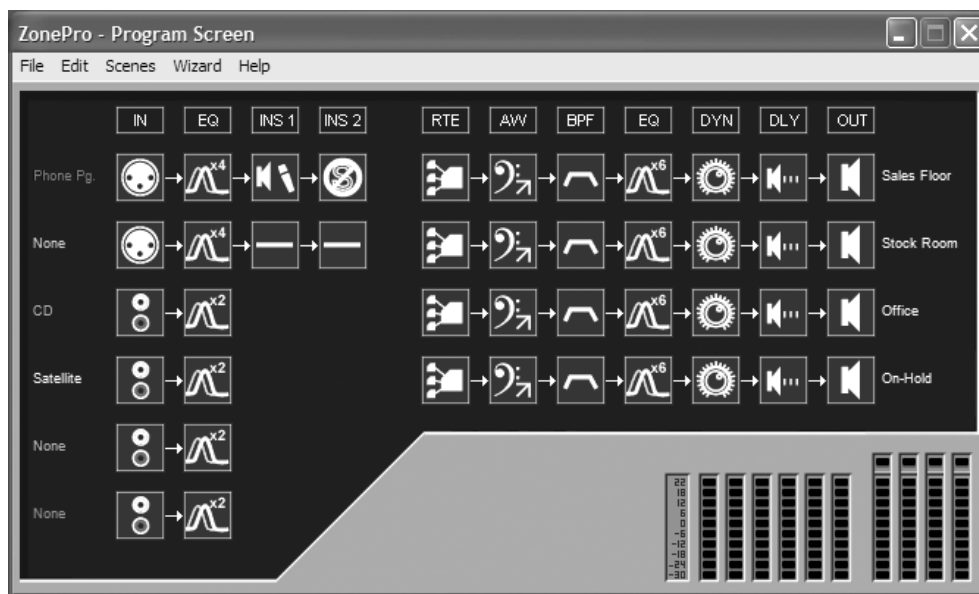 ZonePro - Program Screen
File Edit Scenes Wizard Help
IN EQ INS 1 INS 2 RTE AW BPF EQ DYN DLY OUT
Phone Pg. x4 x6 Sales Floor
None x4 x6 Stock Room
CD x2 x6 Office
Satellite x2 x6 On-Hold
None x2
None x2
22
18
12
6
0
-6
-12
-18
-24
-30